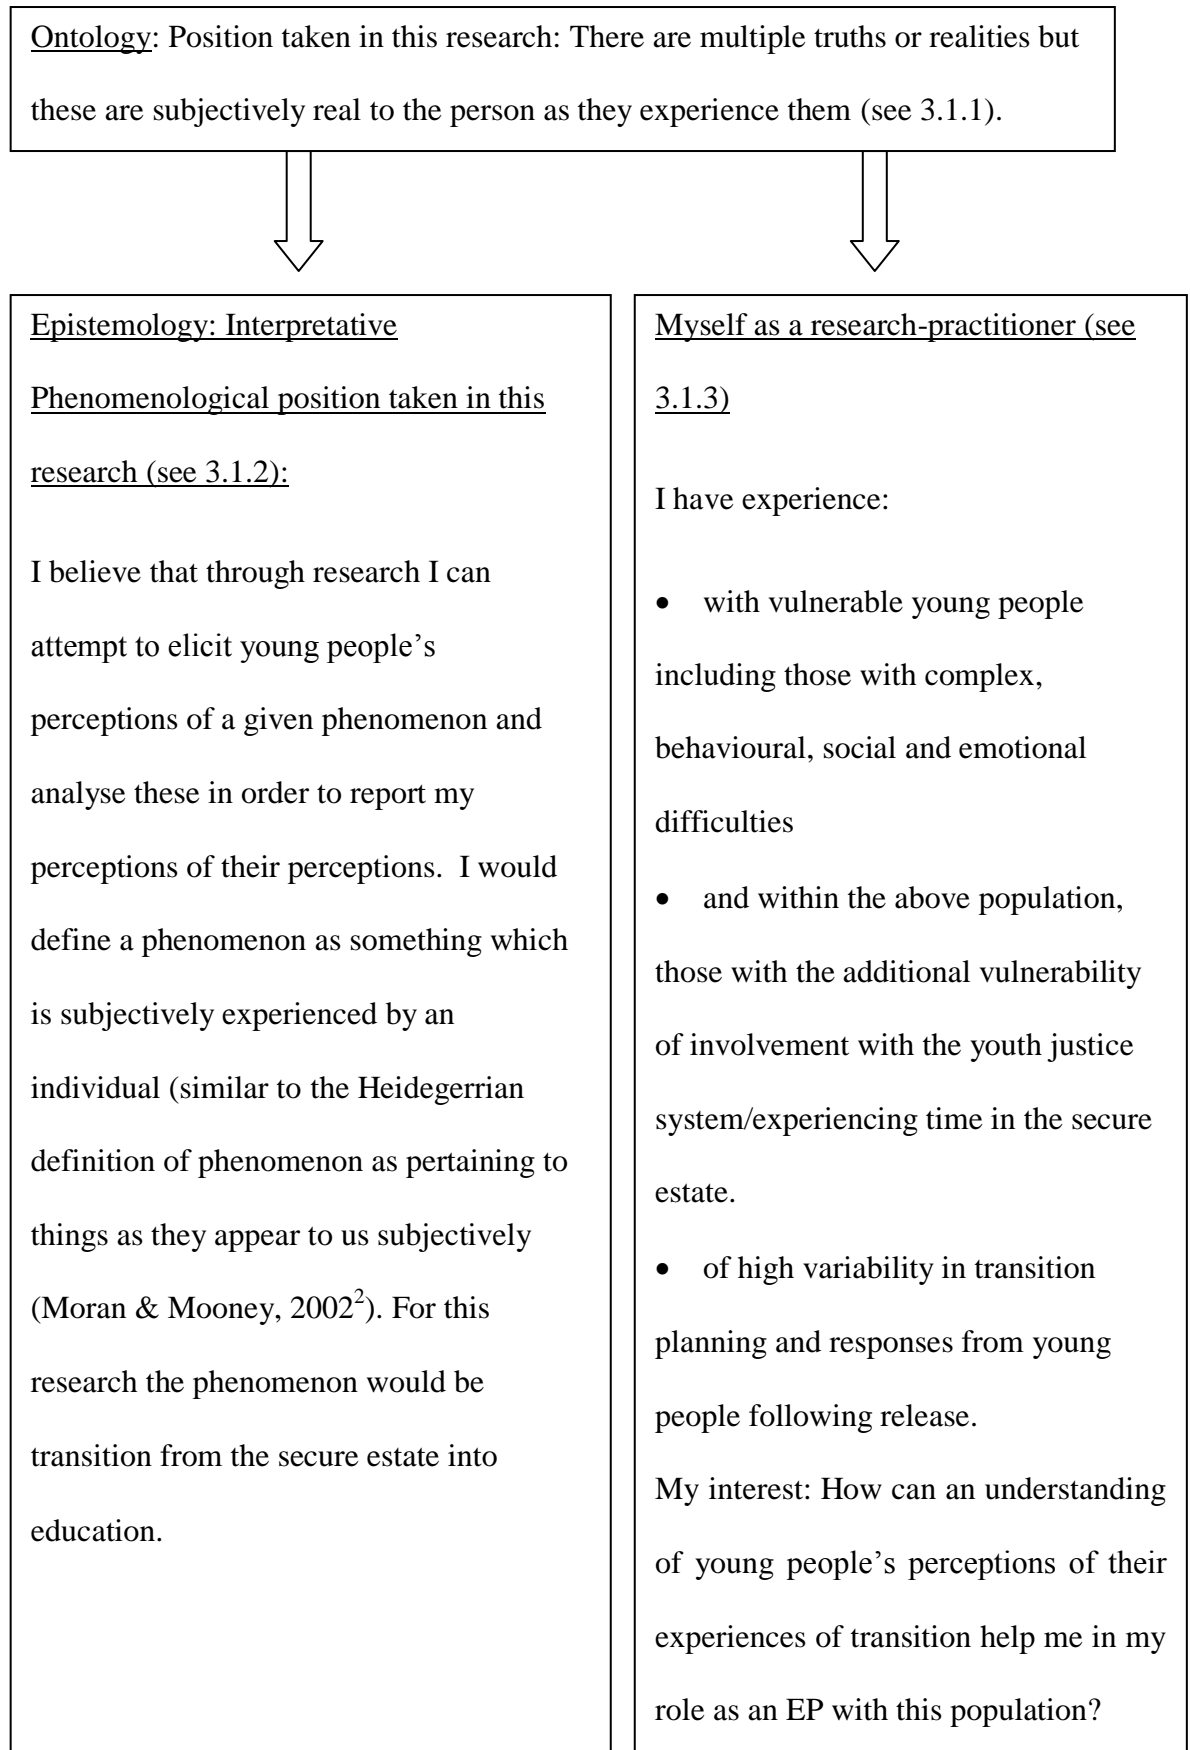 Ontology: Position taken in this research: There are multiple truths or realities but
these are subjectively real to the person as they experience them (see 3.1.1).
Epistemology: Interpretative
Phenomenological position taken in this
research (see 3.1.2):
I believe that through research I can
attempt to elicit young people’s
perceptions of a given phenomenon and
analyse these in order to report my
perceptions of their perceptions.  I would
define a phenomenon as something which
is subjectively experienced by an
individual (similar to the Heidegerrian
definition of phenomenon as pertaining to
things as they appear to us subjectively
(Moran & Mooney, 2002²). For this
research the phenomenon would be
transition from the secure estate into
education.
Myself as a research-practitioner (see
3.1.3)
I have experience:
• with vulnerable young people
including those with complex,
behavioural, social and emotional
difficulties
• and within the above population,
those with the additional vulnerability
of involvement with the youth justice
system/experiencing time in the secure
estate.
• of high variability in transition
planning and responses from young
people following release.
My interest: How can an understanding
of young people’s perceptions of their
experiences of transition help me in my
role as an EP with this population?